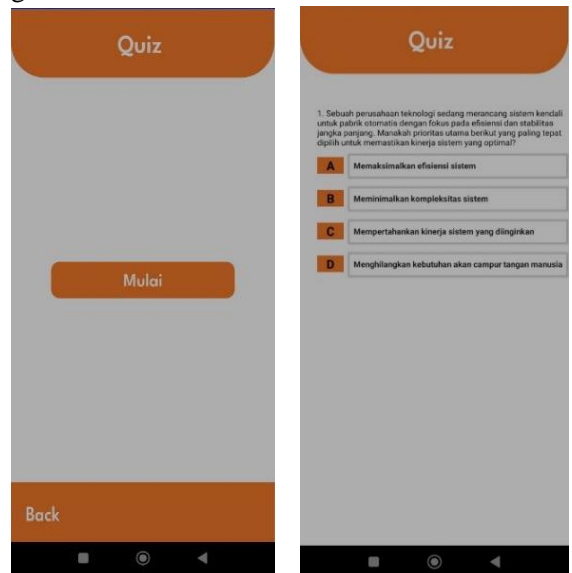 Quiz
Mulai
Back
Quiz
1. Sebuah perusahaan teknologi sedang merancang sistem kendali
untuk pabrik otomatis dengan fokus pada efisiensi dan stabilitas
jangka panjang. Manakah prioritas utama berikut yang paling tepat
dipilih untuk memastikan kinerja sistem yang optimal?
A Memaksimalkan efisiensi sistem
B Meminimalkan kompleksitas sistem
C Mempertahankan kinerja sistem yang diinginkan
D Menghilangkan kebutuhan akan campur tangan manusia